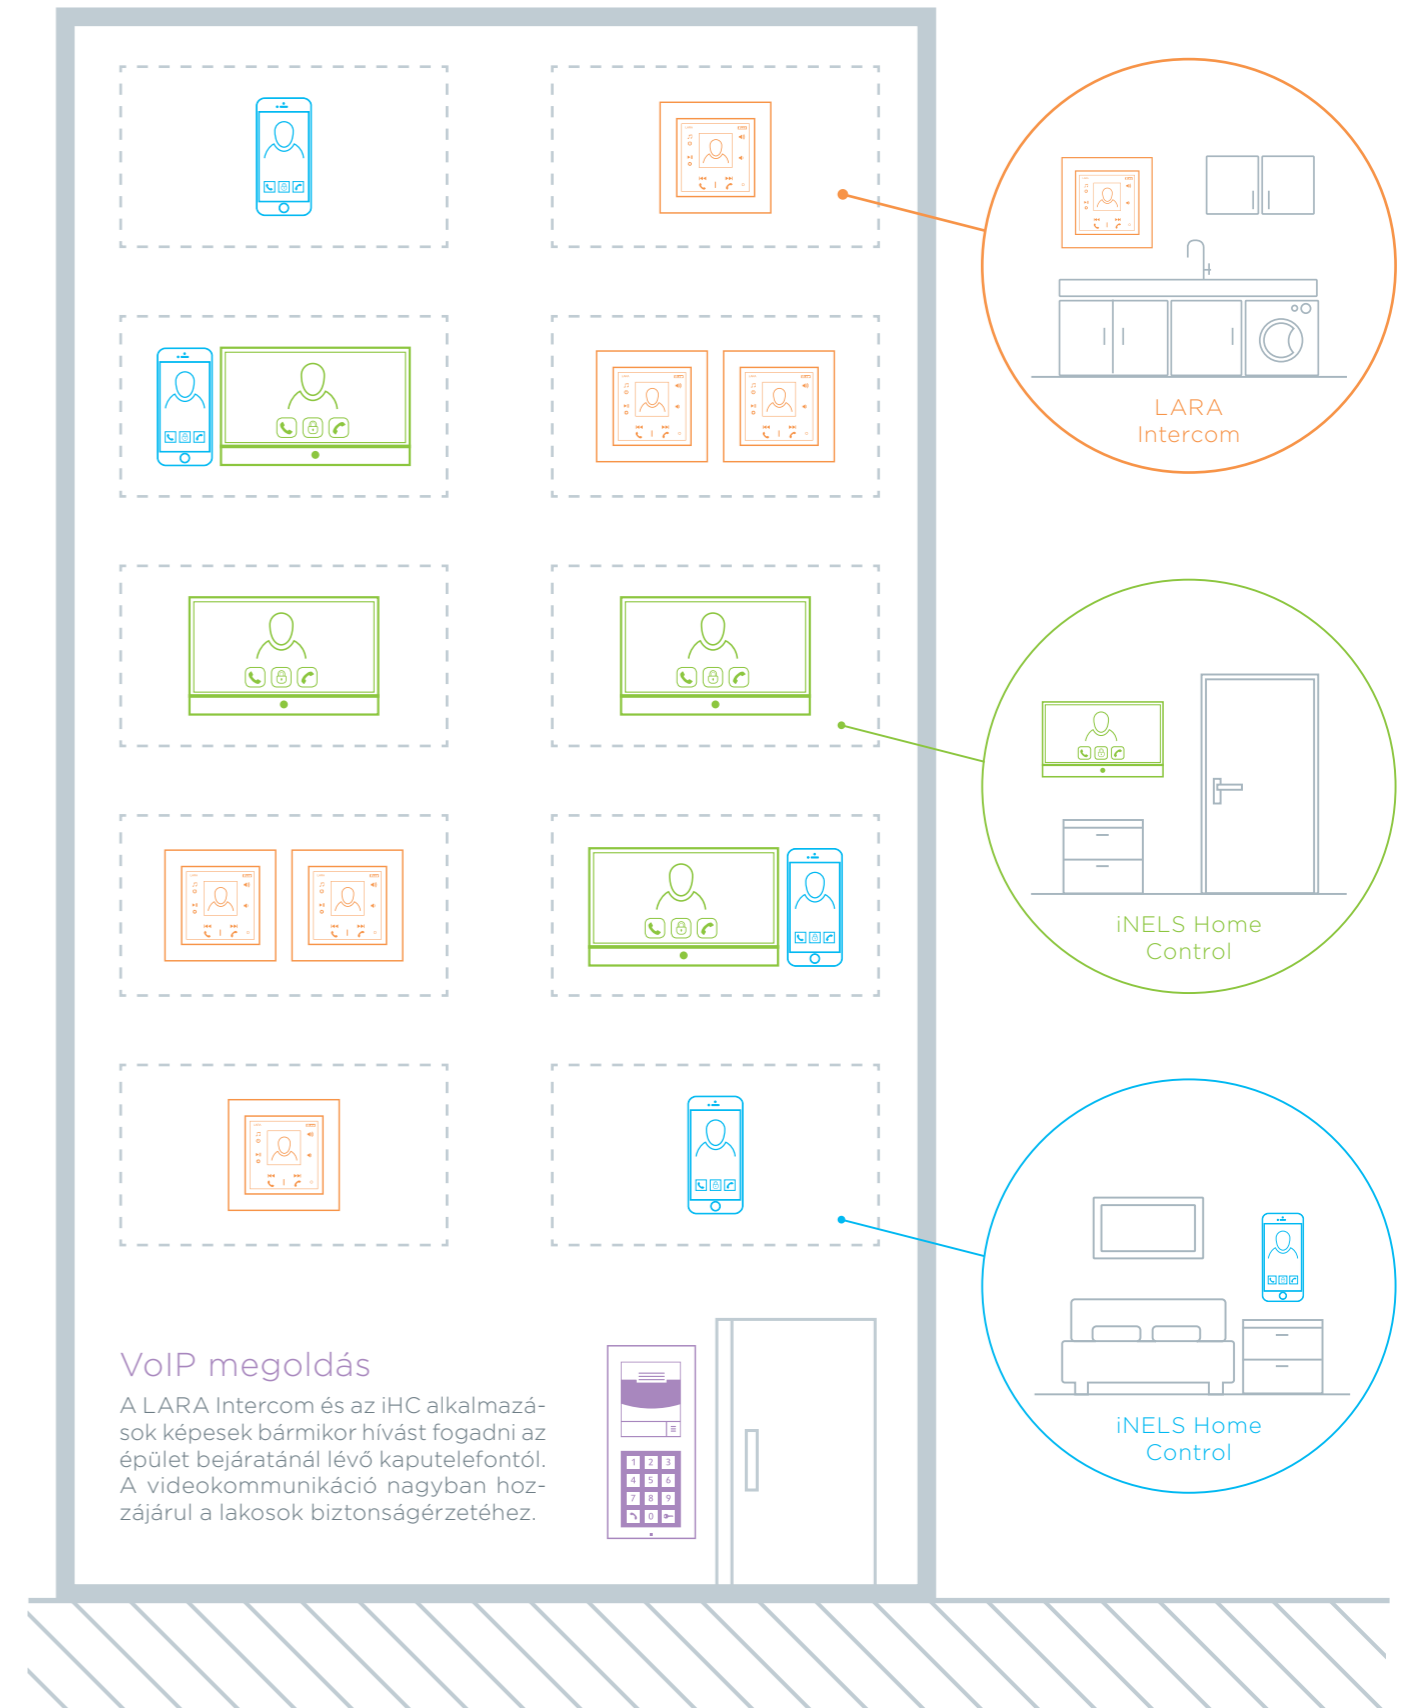 LARA
Intercom
iNELS Home
Control
iNELS Home
Control
VoIP megoldás
A LARA Intercom és az iHC alkalmazá-
sok képesek bármikor hívást fogadni az
épület bejáratánál lévő kaputelefontól.
A videokommunikáció nagyban hoz-
zájárul a lakosok biztonságérzetéhez.
1 2 3
4 5 6
7 8 9
0